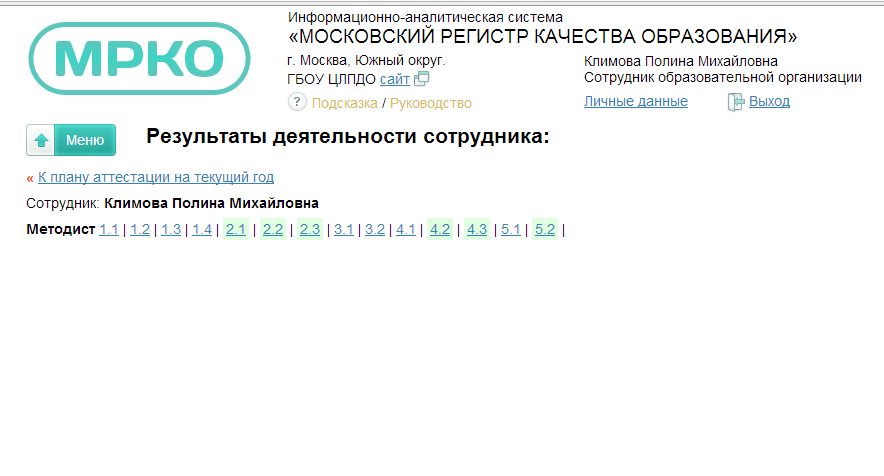 МРКО
Информационно-аналитическая система
«МОСКОВСКИЙ РЕГИСТР КАЧЕСТВА ОБРАЗОВАНИЯ»
г. Москва, Южный округ.
ГБОУ ЦЛПДО сайт
? Подсказка / Руководство
Климова Полина Михайловна
Сотрудник образовательной организации
Личные данные Выход
Меню
Результаты деятельности сотрудника:
« К плану аттестации на текущий год
Сотрудник: Климова Полина Михайловна
Методист 1.1 | 1.2 | 1.3 | 1.4 | 2.1 | 2.2 | 2.3 | 3.1 | 3.2 | 4.1 | 4.2 | 4.3 | 5.1 | 5.2 |